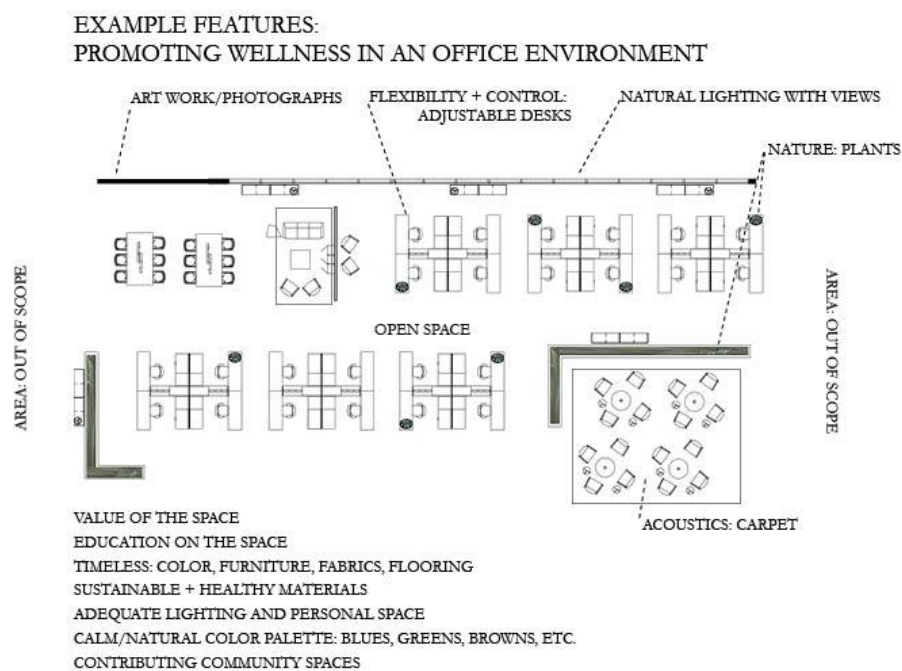 EXAMPLE FEATURES:
PROMOTING WELLNESS IN AN OFFICE ENVIRONMENT
ART WORK/PHOTOGRAPHS
FLEXIBILITY + CONTROL:
ADJUSTABLE DESKS
NATURAL LIGHTING WITH VIEWS
NATURE: PLANTS
AREA: OUT OF SCOPE
OPEN SPACE
AREA: OUT OF SCOPE
ACOUSTICS: CARPET
VALUE OF THE SPACE
EDUCATION ON THE SPACE
TIMELESS: COLOR, FURNITURE, FABRICS, FLOORING
SUSTAINABLE + HEALTHY MATERIALS
ADEQUATE LIGHTING AND PERSONAL SPACE
CALM/NATURAL COLOR PALETTE: BLUES, GREENS, BROWNS, ETC.
CONTRIBUTING COMMUNITY SPACES